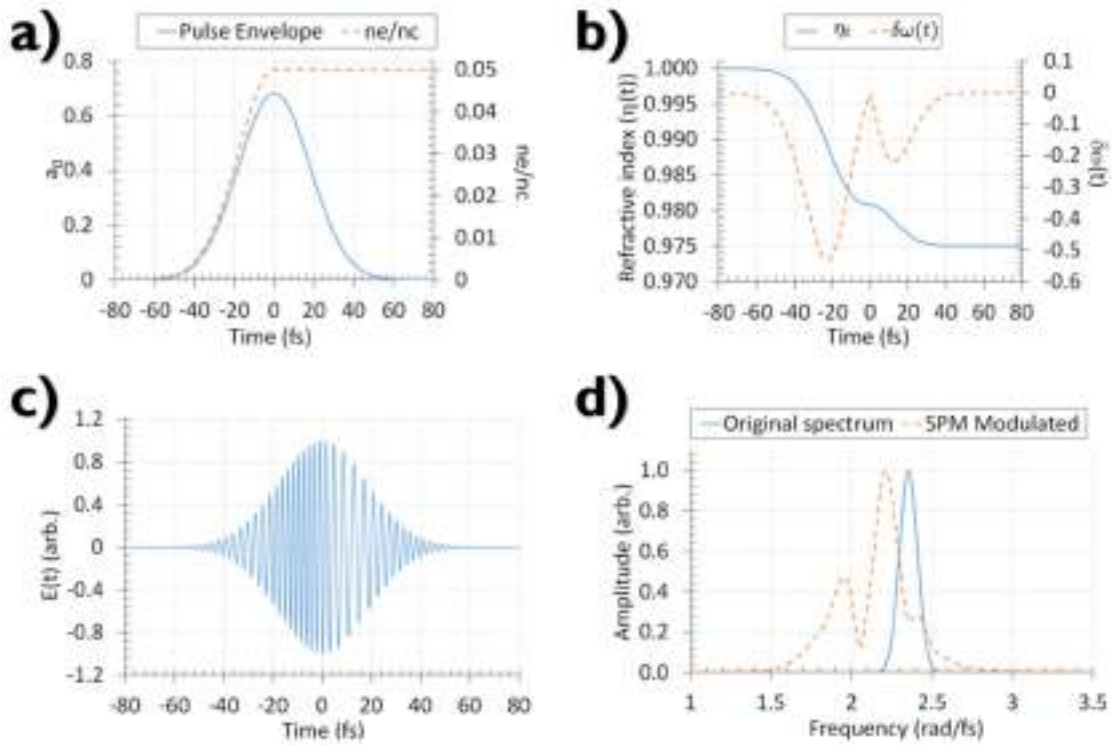 a)
Pulse Envelope ne/nc
0.8
0.6
0.4
0.2
0
a0
0.05
0.04
0.03
0.02
0.01
0
ne/nc
-80 -60 -40 -20 0 20 40 60 80
Time (fs)
b)
ηt δω(t)
1.000
0.995
0.990
0.985
0.980
0.975
0.970
Refractive index (η(t))
0.1
0
-0.1
-0.2
-0.3
-0.4
-0.5
-0.6
δω(t)
-80 -60 -40 -20 0 20 40 60 80
Time (fs)
c)
1.2
0.8
0.4
0
-0.4
-0.8
-1.2
E(t) (arb.)
-80 -60 -40 -20 0 20 40 60 80
Time (fs)
d)
Original spectrum SPM Modulated
1.0
0.8
0.6
0.4
0.2
0.0
Amplitude (arb.)
1 1.5 2 2.5 3 3.5
Frequency (rad/fs)